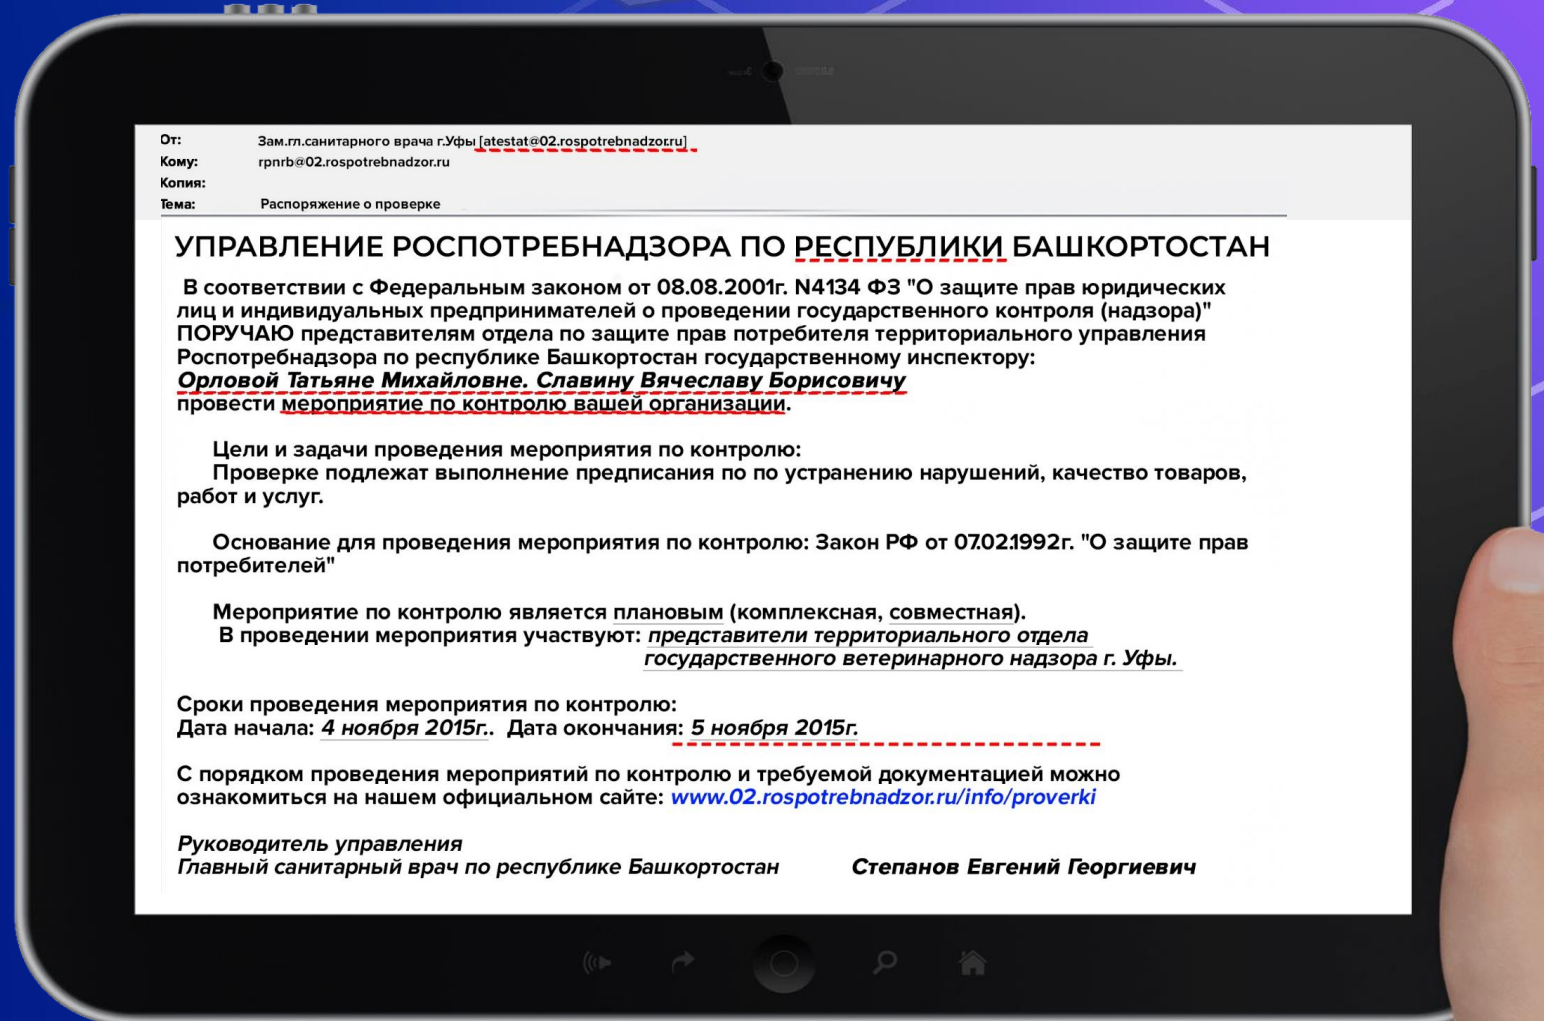 От: Зам.гл.санитарного врача г.Уфы [atestat@02.rospotrebnadzor.ru]
Кому: rpnrb@02.rospotrebnadzor.ru
Копия:
Тема: Распоряжение о проверке
УПРАВЛЕНИЕ РОСПОТРЕБНАДЗОРА ПО РЕСПУБЛИКИ БАШКОРТОСТАН
В соответствии с Федеральным законом от 08.08.2001г. N4134 ФЗ "О защите прав юридических
лиц и индивидуальных предпринимателей о проведении государственного контроля (надзора)"
ПОРУЧАЮ представителям отдела по защите прав потребителя территориального управления
Роспотребнадзора по республике Башкортостан государственному инспектору:
Орловой Татьяне Михайловне. Славину Вячеславу Борисовичу
провести мероприятие по контролю вашей организации.
Цели и задачи проведения мероприятия по контролю:
Проверке подлежат выполнение предписания по по устранению нарушений, качество товаров,
работ и услуг.
Основание для проведения мероприятия по контролю: Закон РФ от 07.02.1992г. "О защите прав
потребителей"
Мероприятие по контролю является плановым (комплексная, совместная).
В проведении мероприятия участвуют: представители территориального отдела
государственного ветеринарного надзора г. Уфы.
Сроки проведения мероприятия по контролю:
Дата начала: 4 ноября 2015г.. Дата окончания: 5 ноября 2015г.
С порядком проведения мероприятий по контролю и требуемой документацией можно
ознакомиться на нашем официальном сайте: www.02.rospotrebnadzor.ru/info/proverki
Руководитель управления
Главный санитарный врач по республике Башкортостан Степанов Евгений Георгиевич